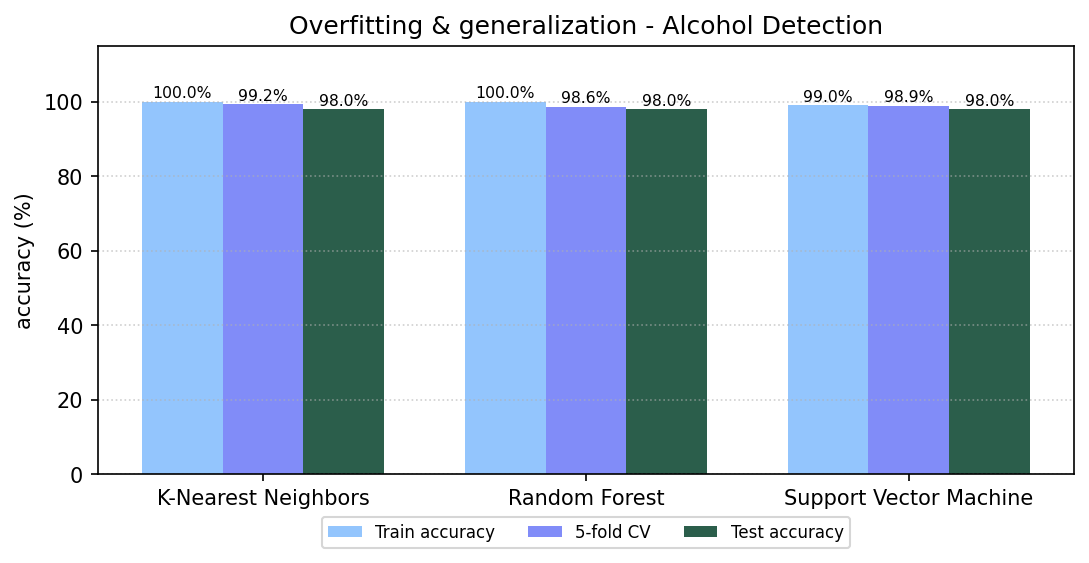 Overfitting & generalization - Alcohol Detection
accuracy (%)
100
80
60
40
20
0
100.0%
99.2%
98.0%
100.0%
98.6%
98.0%
99.0%
98.9%
98.0%
K-Nearest Neighbors
Random Forest
Support Vector Machine
Train accuracy
5-fold CV
Test accuracy